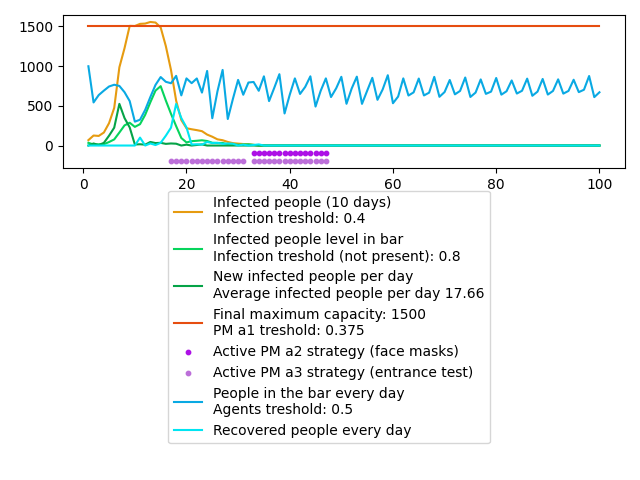 1500
1000
500
0
0
20
40
60
80
100
Infected people (10 days)
Infection treshold: 0.4
Infected people level in bar
Infection treshold (not present): 0.8
New infected people per day
Average infected people per day 17.66
Final maximum capacity: 1500
PM a1 treshold: 0.375
Active PM a2 strategy (face masks)
Active PM a3 strategy (entrance test)
People in the bar every day
Agents treshold: 0.5
Recovered people every day